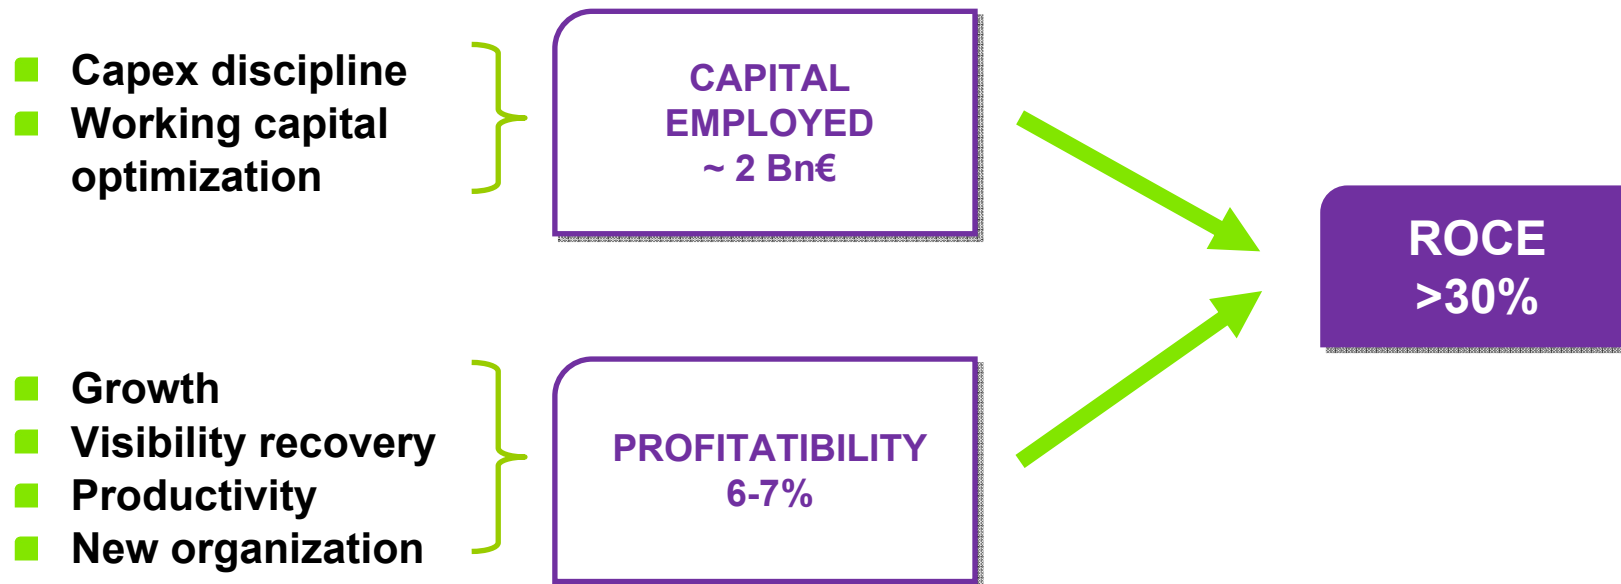 Capex discipline
Working capital
optimization
CAPITAL
EMPLOYED
~ 2 Bn€
ROCE
>30%
Growth
Visibility recovery
Productivity
New organization
PROFITATIBILITY
6-7%